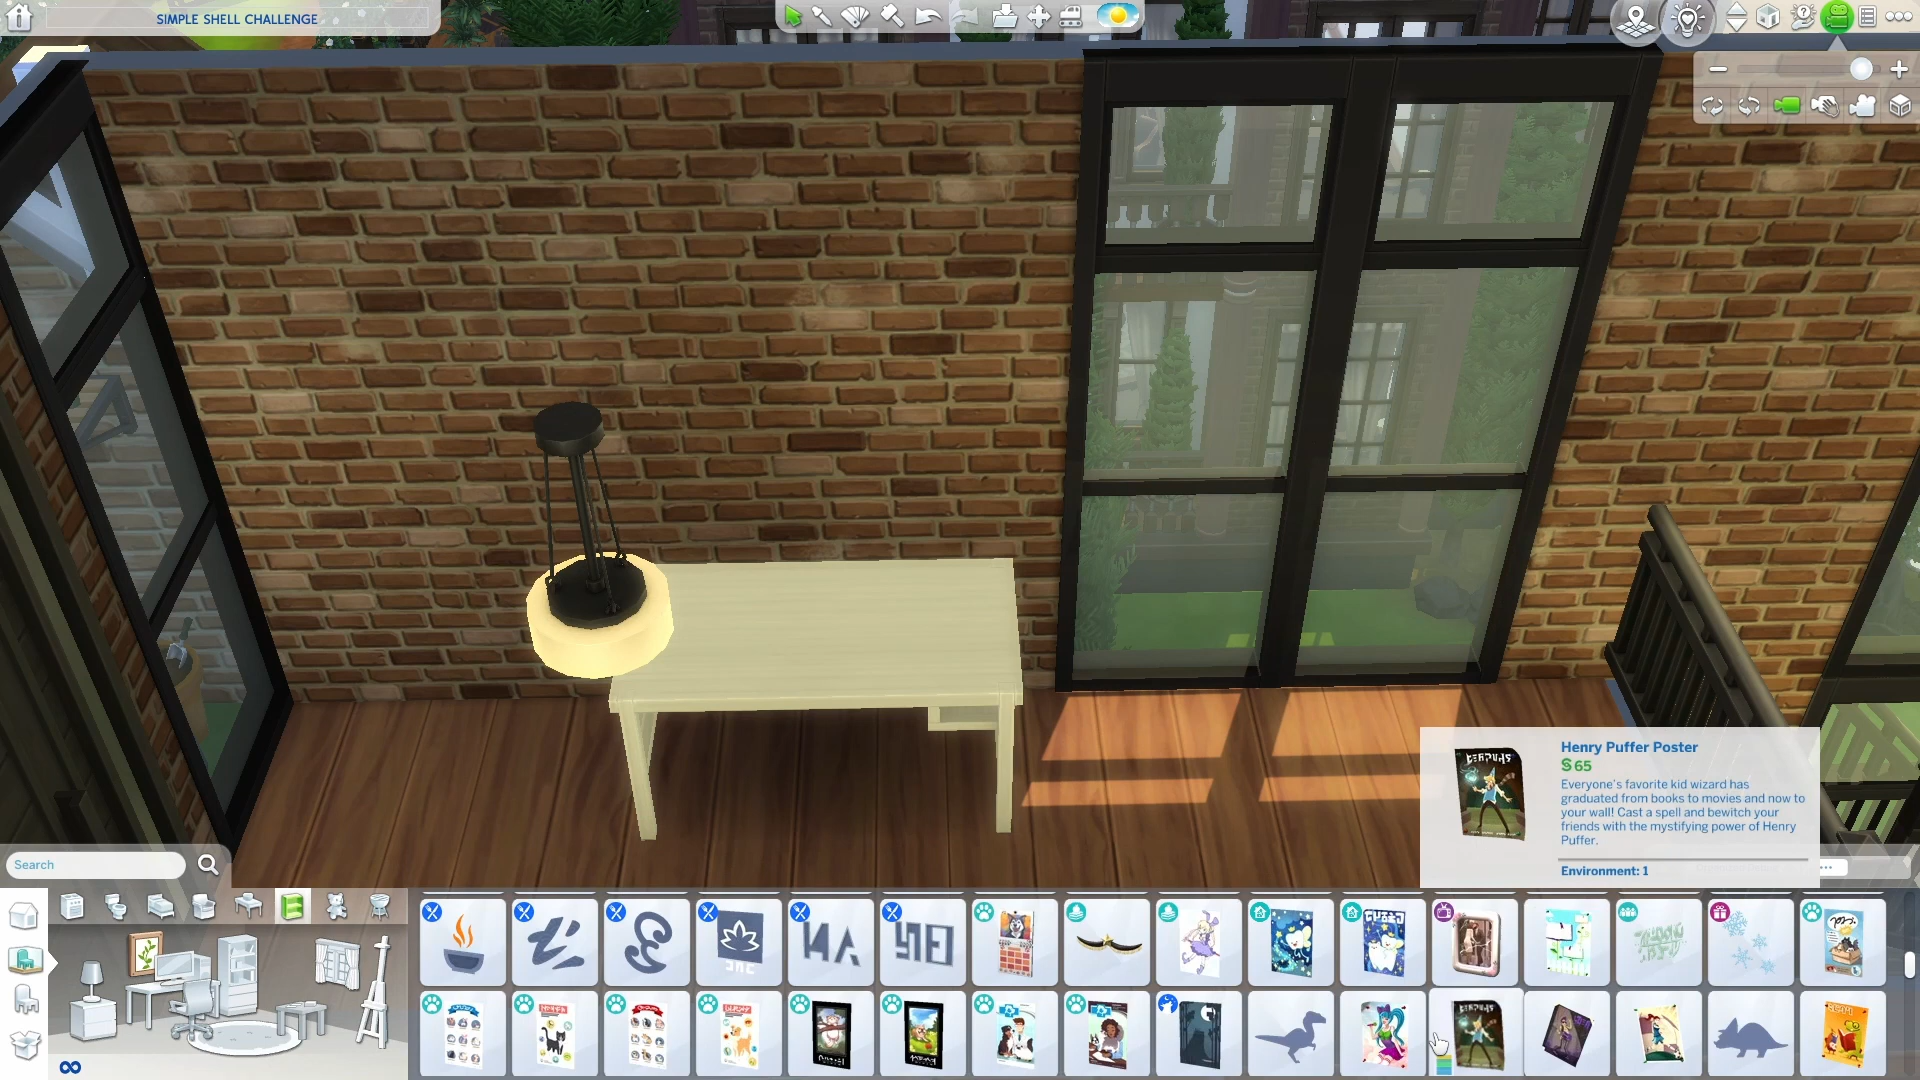 SIMPLE SHELL CHALLENGE
Henry Puffer Poster
§65
Everyone's favorite kid wizard has
graduated from books to movies and now to
your wall! Cast a spell and bewitch your
friends with the mystifying power of Henry
Puffer.
Environment: 1
Search